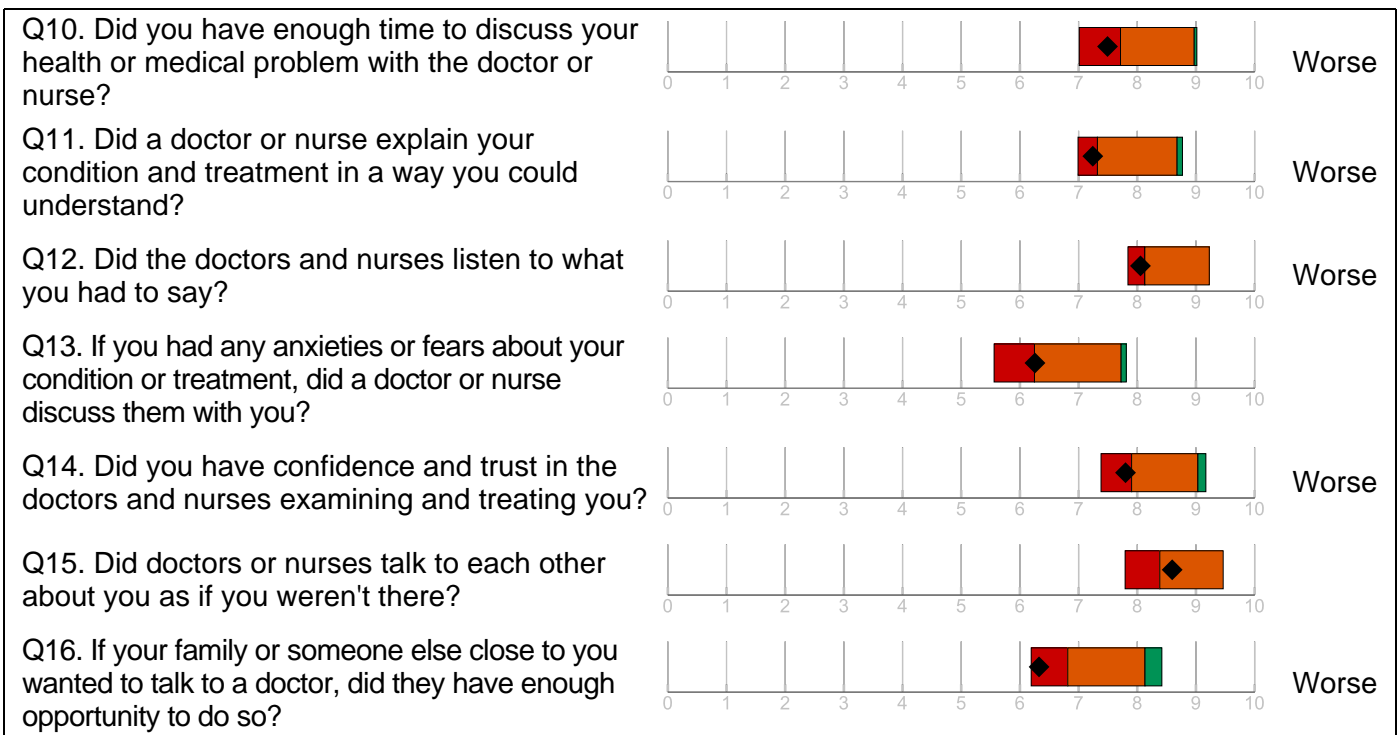 Q10. Did you have enough time to discuss your
health or medical problem with the doctor or
nurse?
0 1 2 3 4 5 6 7 8 9 10
Worse
Q11. Did a doctor or nurse explain your
condition and treatment in a way you could
understand?
0 1 2 3 4 5 6 7 8 9 10
Worse
Q12. Did the doctors and nurses listen to what
you had to say?
0 1 2 3 4 5 6 7 8 9 10
Worse
Q13. If you had any anxieties or fears about your
condition or treatment, did a doctor or nurse
discuss them with you?
0 1 2 3 4 5 6 7 8 9 10
Q14. Did you have confidence and trust in the
doctors and nurses examining and treating you?
0 1 2 3 4 5 6 7 8 9 10
Worse
Q15. Did doctors or nurses talk to each other
about you as if you weren't there?
0 1 2 3 4 5 6 7 8 9 10
Q16. If your family or someone else close to you
wanted to talk to a doctor, did they have enough
opportunity to do so?
0 1 2 3 4 5 6 7 8 9 10
Worse